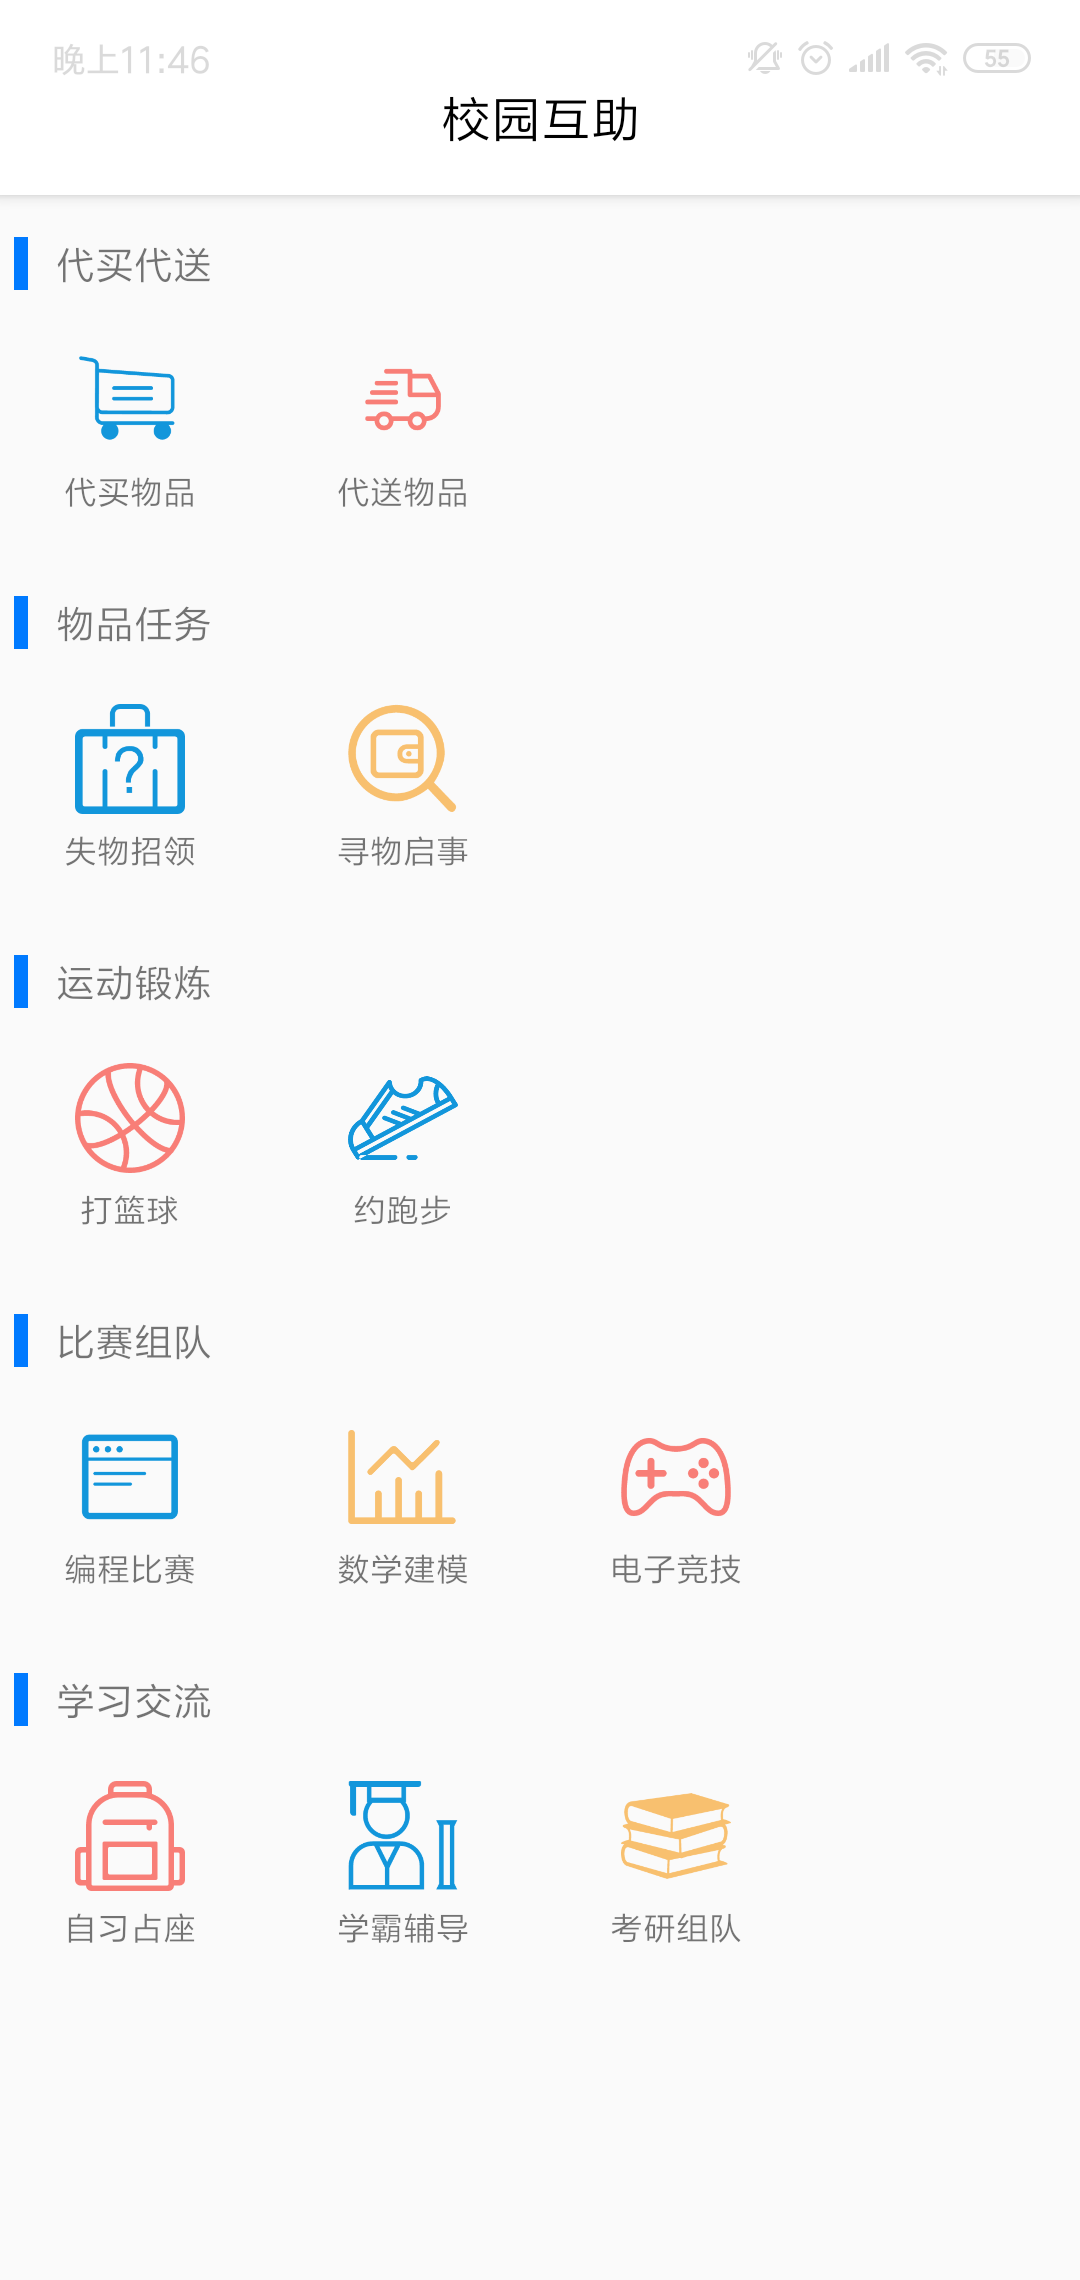 晚上11:46
55
校园互助
代买代送
代买物品 代送物品
物品任务
?
失物招领 寻物启事
运动锻炼
打篮球 约跑步
比赛组队
编程比赛 数学建模 电子竞技
学习交流
自习占座 学霸辅导 考研组队